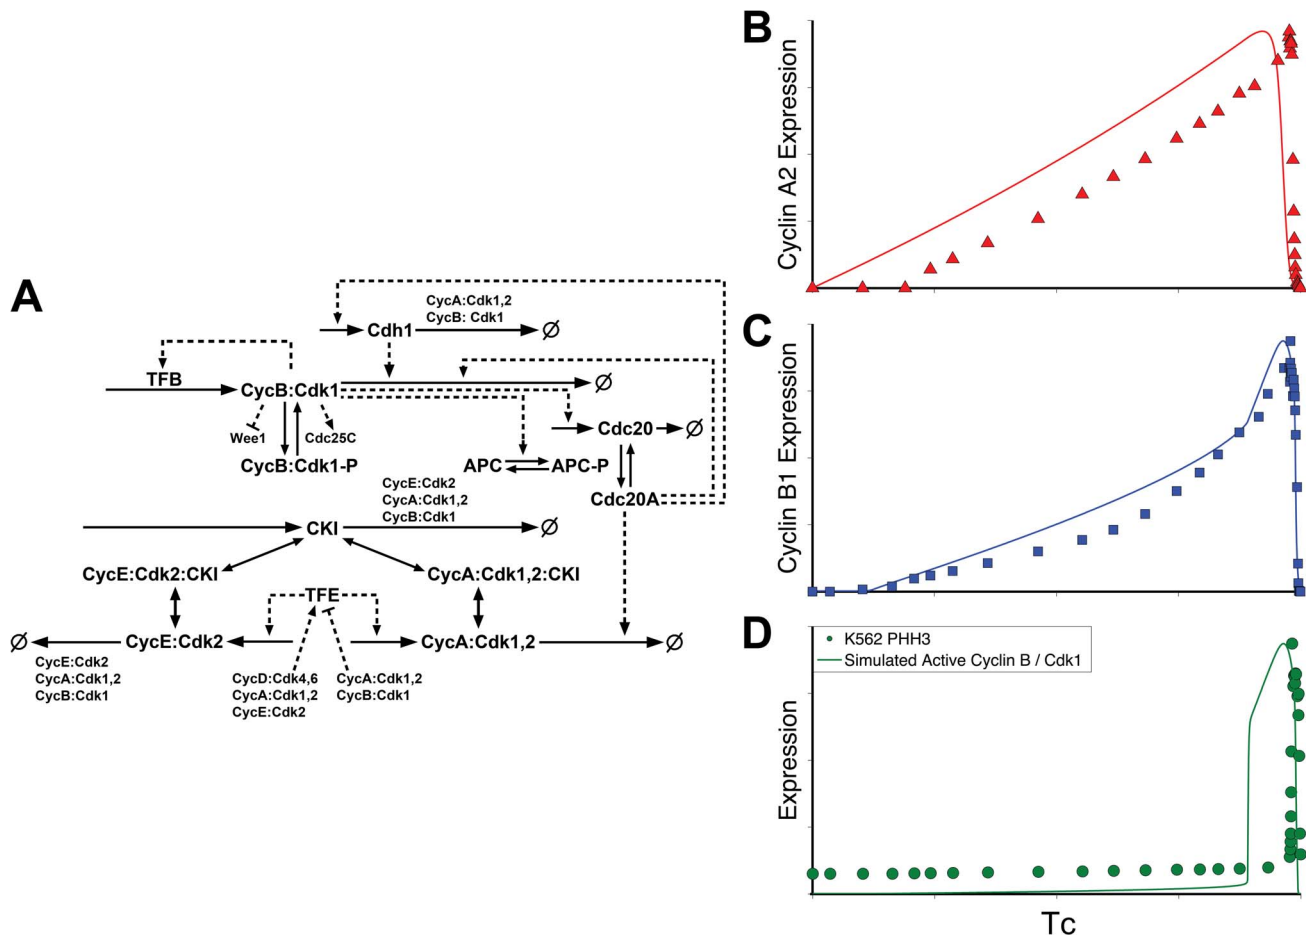 A
CycA:Cdk1,2
CycB: Cdk1
Cdh1
∅
TFB
CycB:Cdk1
∅
Wee1
Cdc25C
Cdc20
∅
CycB:Cdk1-P
APC
APC-P
CycE:Cdk2
CycA:Cdk1,2
CycB:Cdk1
Cdc20A
CKI
∅
CycE:Cdk2:CKI
CycA:Cdk1,2:CKI
TFE
∅
CycE:Cdk2
CycA:Cdk1,2
∅
CycE:Cdk2
CycA:Cdk1,2
CycB:Cdk1
CycD:Cdk4,6
CycA:Cdk1,2
CycE:Cdk2
CycA:Cdk1,2
CycB:Cdk1
B
Cyclin A2 Expression
C
Cyclin B1 Expression
D
K562 PHH3
Simulated Active Cyclin B / Cdk1
Expression
Tc